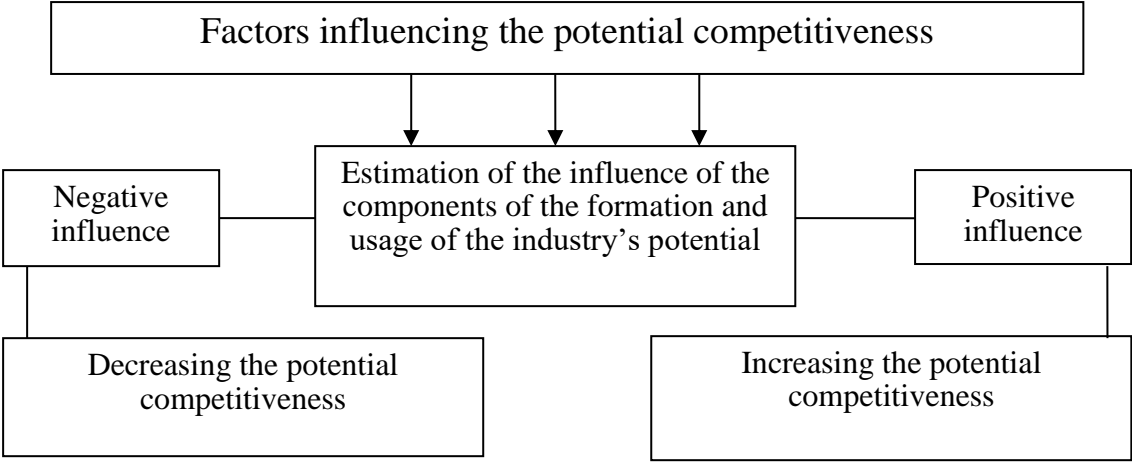 Factors influencing the potential competitiveness
Estimation of the influence of the
components of the formation and
usage of the industry’s potential
Negative
influence
Positive
influence
Decreasing the potential
competitiveness
Increasing the potential
competitiveness